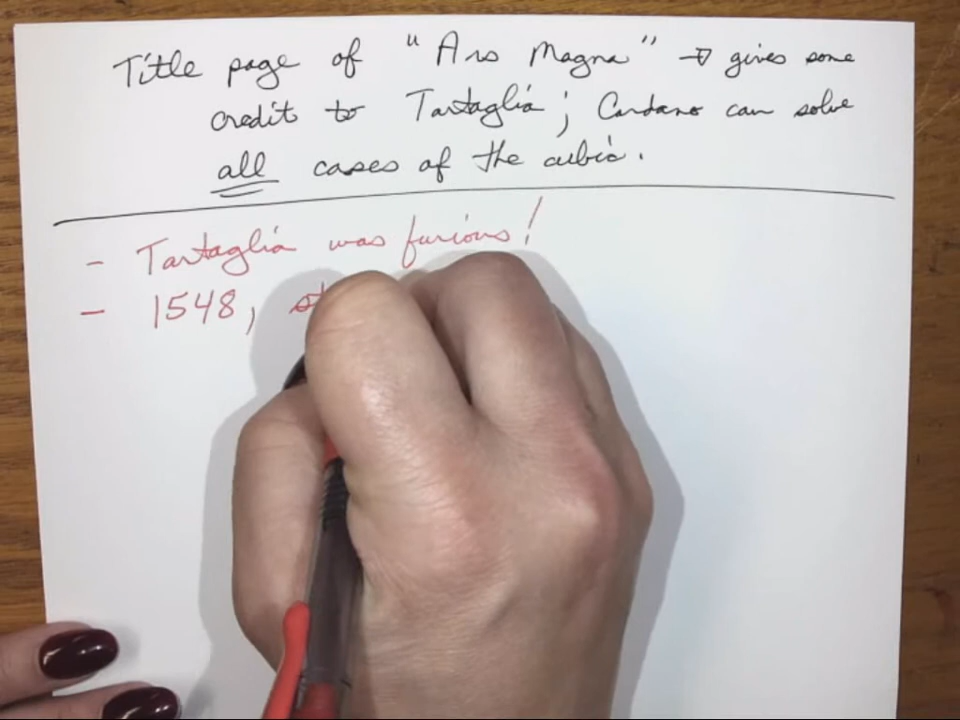 Title page of "Ars Magna" → gives some
credit to Tartaglia; Cardano can solve
all cases of the cubic.
- Tartaglia was furious!
- 1548,